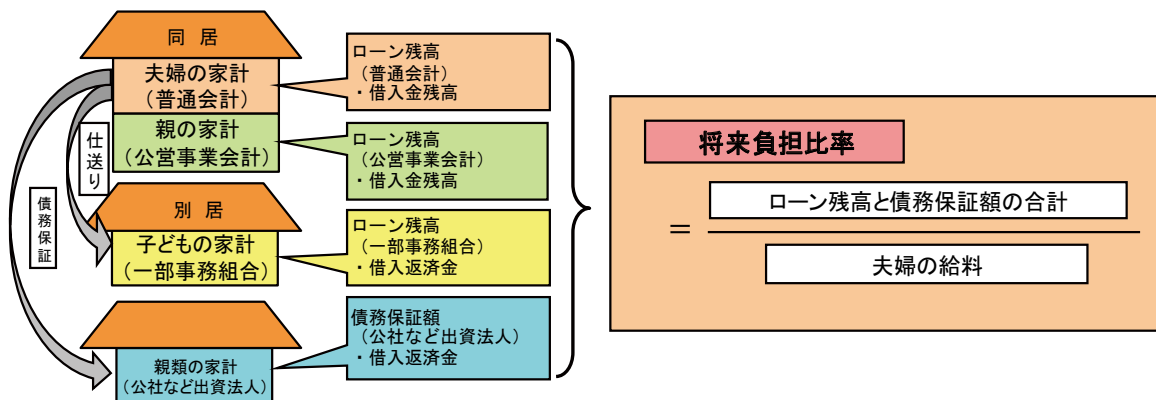 同 居
夫婦の家計
(普通会計)
親の家計
(公営事業会計)
仕送り
債務保証
別 居
子どもの家計
(一部事務組合)
親類の家計
(公社など出資法人)
ローン残高
(普通会計)
・借入金残高
ローン残高
(公営事業会計)
・借入金残高
ローン残高
(一部事務組合)
・借入返済金
債務保証額
(公社など出資法人)
・借入返済金
将来負担比率
=
ローン残高と債務保証額の合計
夫婦の給料